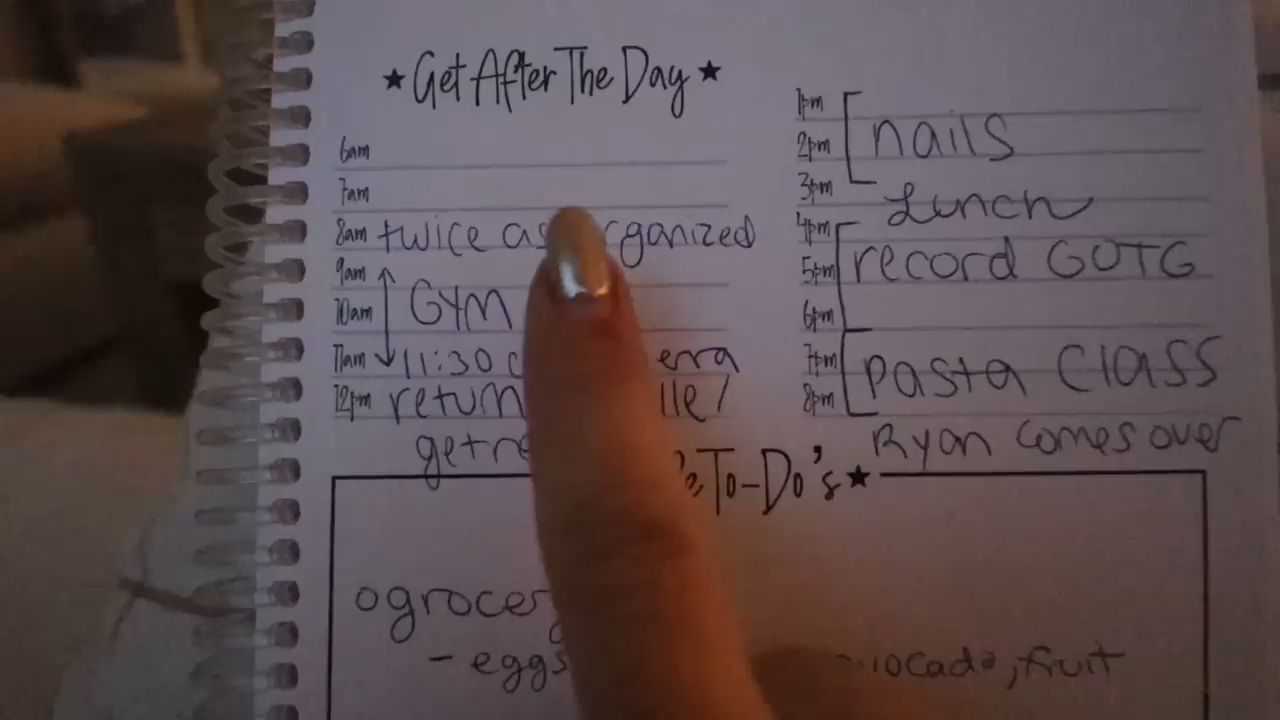 ★ Get After The Day ★
6am
7am
8am twice as organized
9am
10am GYM
11am 11:30
12pm return
get
1pm
2pm nails
3pm Lunch
4pm
5pm record GOTG
6pm
7pm pasta class
8pm
Ryan comes over
To-Do's ★
eggs
fruit